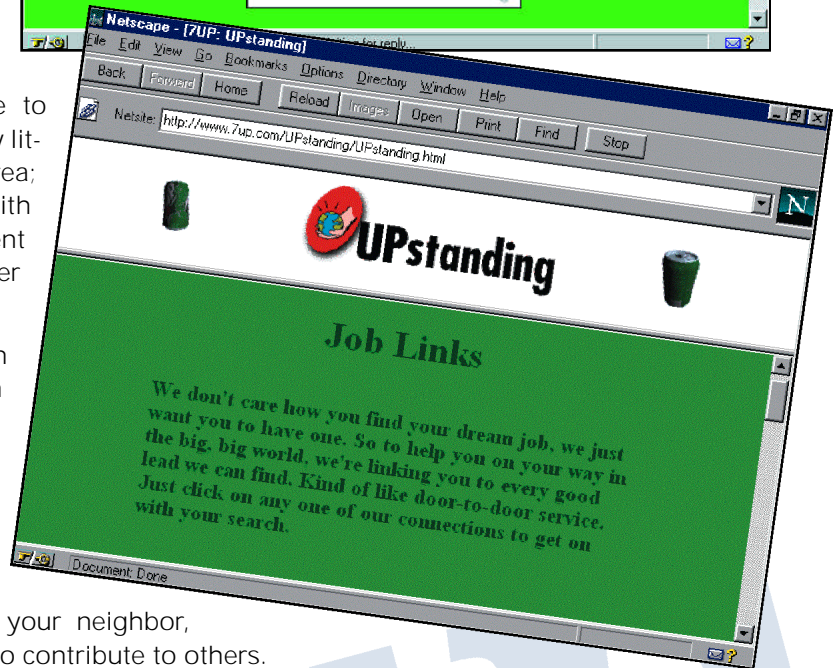 for reply...
Netscape - [7UP: UPstanding]
File Edit View Go Bookmarks Options Directory Window Help
Back Forward Home Reload Images Open Print Find Stop
Netsite: http://www.7up.com/UPstanding/UPstanding.html
N
UPstanding
Job Links
We don't care how you find your dream job, we just
want you to have one. So to help you on your way in
the big, big world, we're linking you to every good
lead we can find. Kind of like door-to-door service.
Just click on any one of our connections to get on
with your search.
Document: Done
e to
y lit-
rea;
ith
ent
er
n
your neighbor,
o contribute to others.